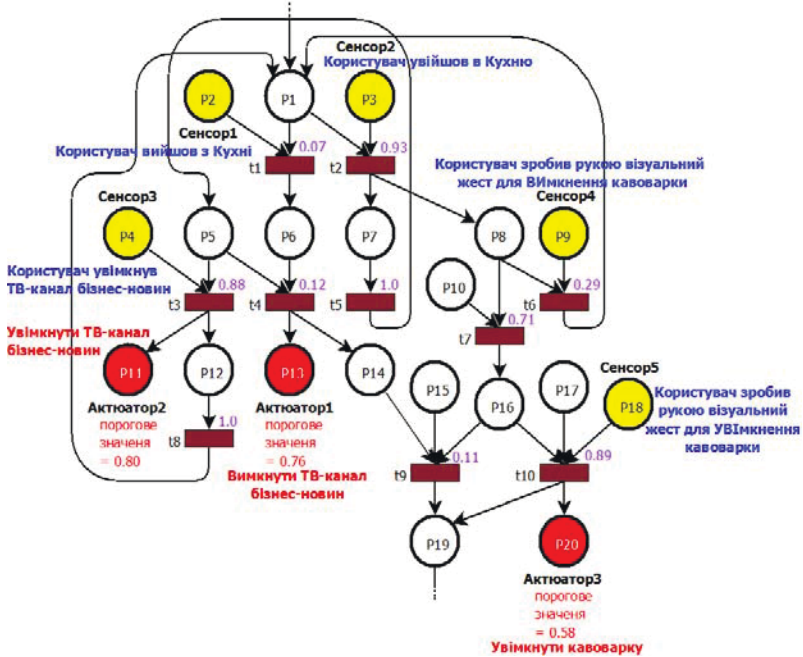 Сенсор2
Користувач увійшов в Кухню
P2
P1
P3
Сенсор1
Користувач вийшов з Кухні
0.07
0.93
t1
t2
Користувач зробив рукою візуальний
жест для ВИмкнення кавоварки
Сенсор3
Сенсор4
P4
P5
P6
P7
P8
P9
Користувач увімкнув
ТВ-канал бізнес-новин
P10
0.88
0.12
1.0
0.29
t3
t4
t5
t6
0.71
t7
Увімкнути ТВ-канал
бізнес-новин
P11
P12
P13
P14
P15
P16
P17
Сенсор5
P18
Користувач зробив
рукою візуальний
жест для УВІмкнення
кавоварки
Актюатор2
порогове
значеня
= 0.80
1.0
t8
Актюатор1
порогове
значеня
= 0.76
Вимкнути ТВ-канал
бізнес-новин
0.11
0.89
t9
t10
P19
P20
Актюатор3
порогове
значеня
= 0.58
Увімкнути кавоварку